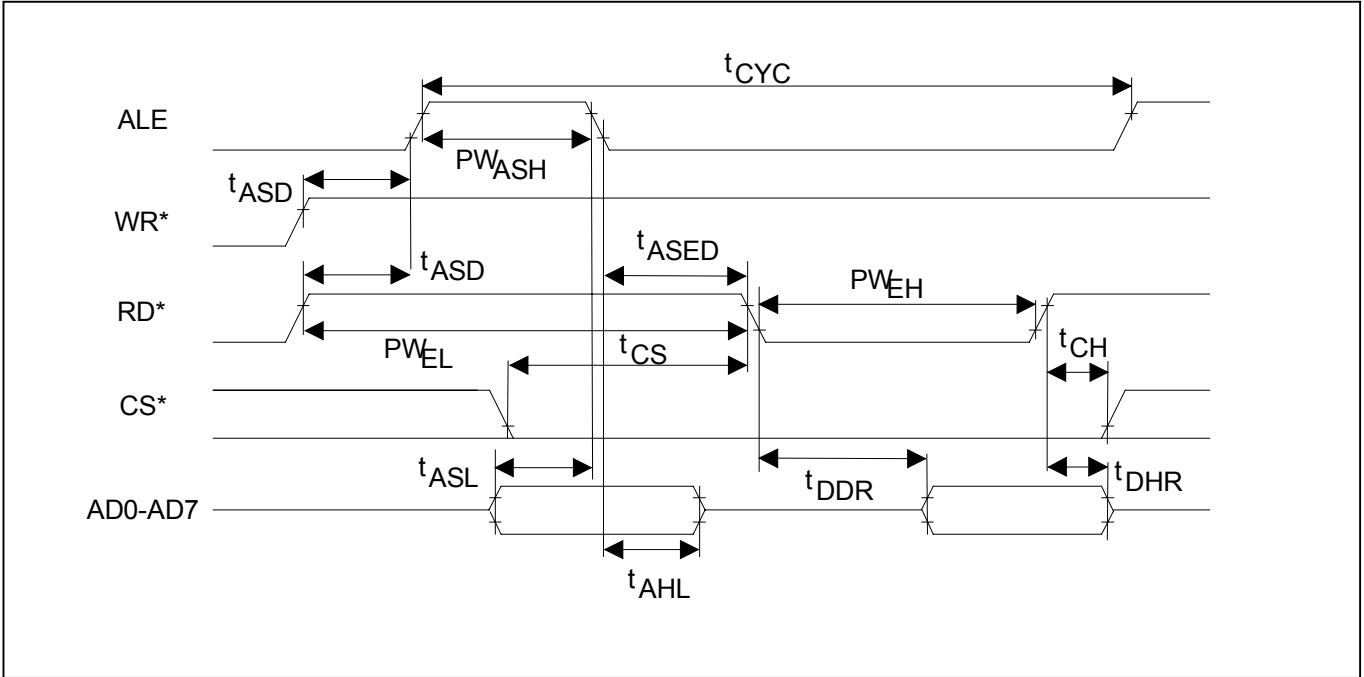 tCYC
ALE
PWASH
tASD
WR*
tASED
tASD
PWEH
RD*
PWEL
tCS
tCH
CS*
tASL
tDDR
tDHR
AD0-AD7
tAHL